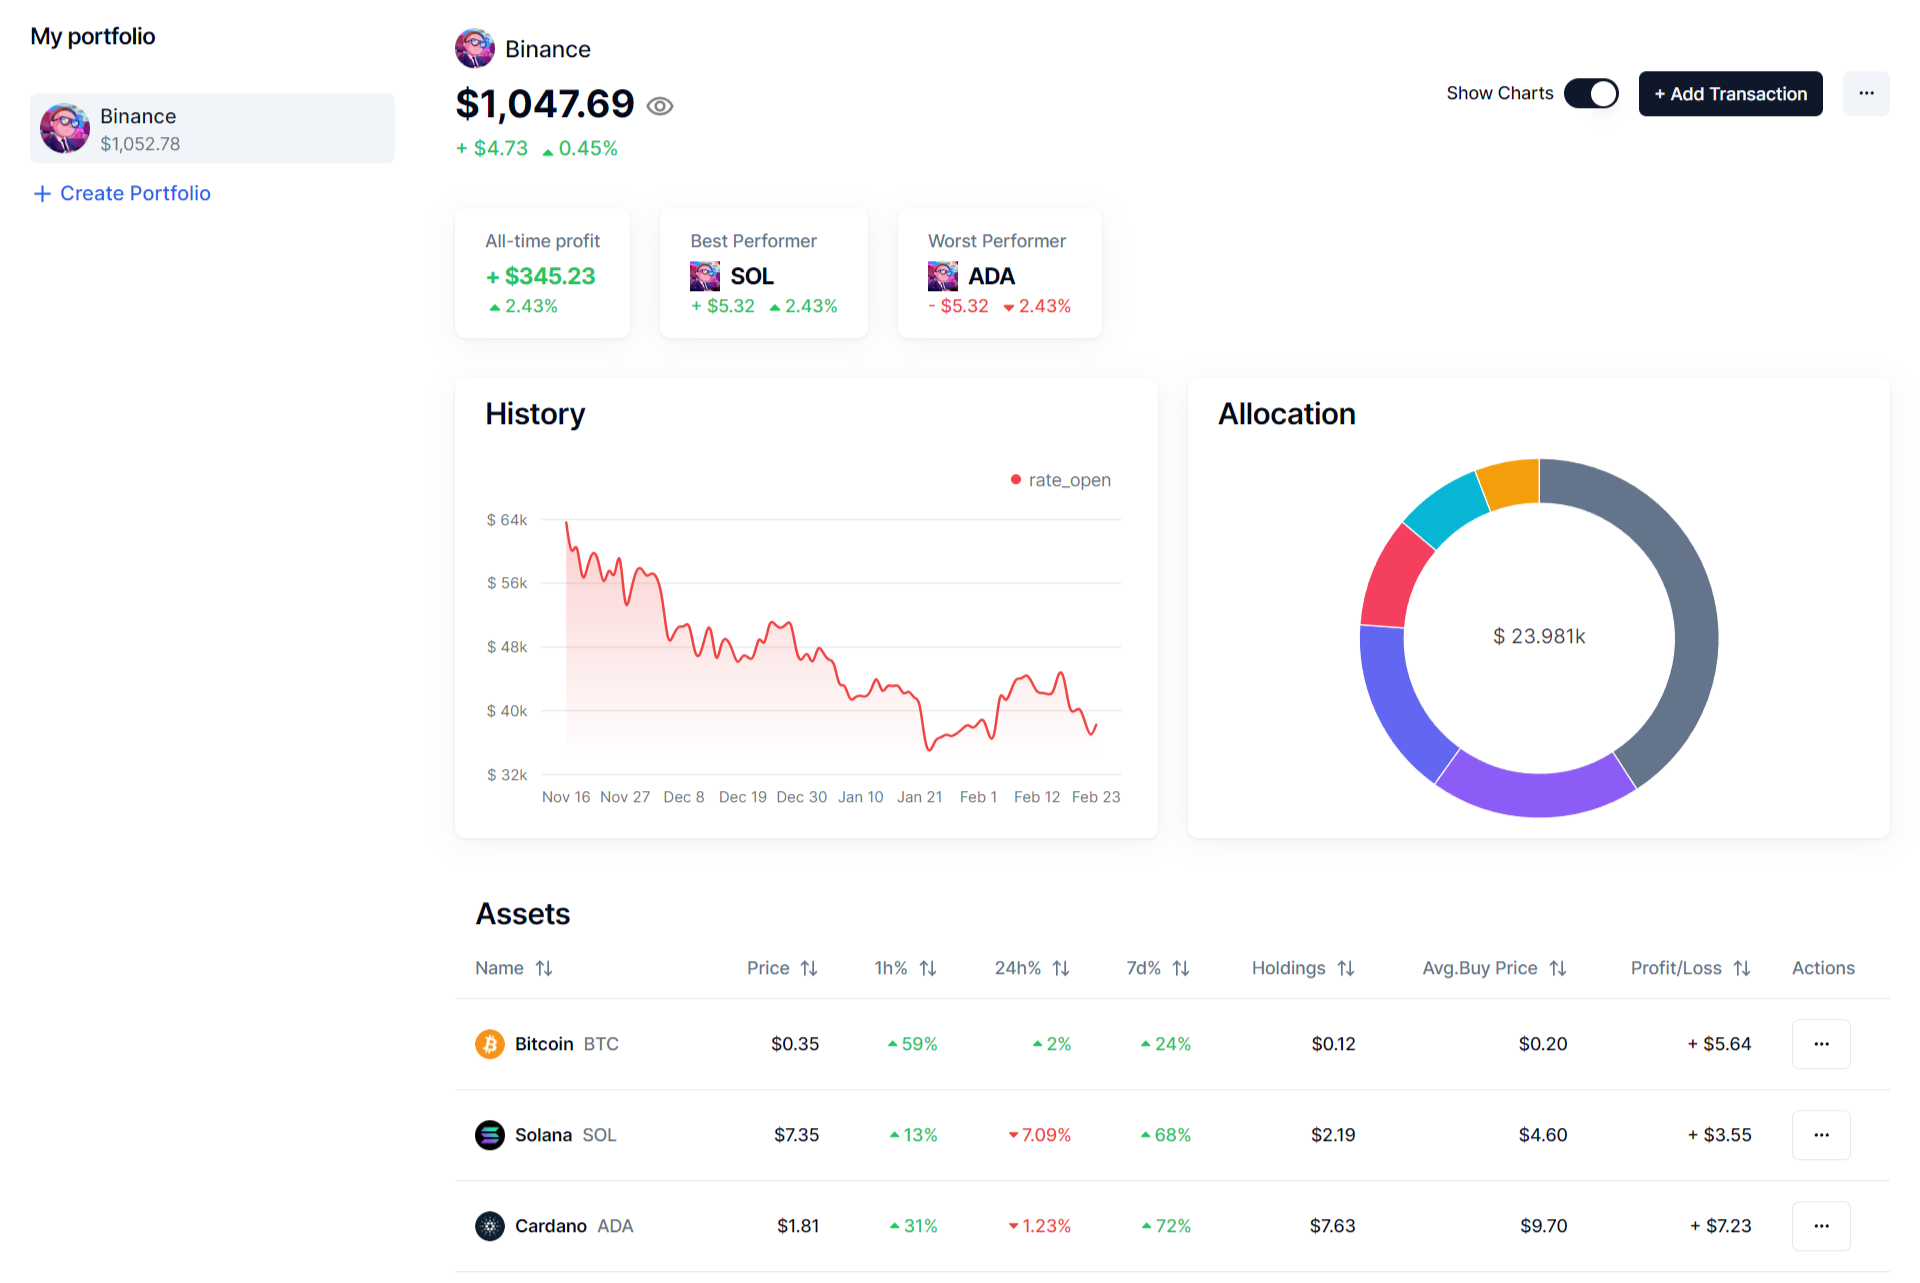 My portfolio
Binance
$1,052.78
Create Portfolio
Binance
$1,047.69
+ $4.73 0.45%
Show Charts
+ Add Transaction
···
All-time profit
+ $345.23
2.43%
Best Performer
SOL
+ $5.32 2.43%
Worst Performer
ADA
- $5.32 2.43%
History
rate_open
$ 64k
$ 56k
$ 48k
$ 40k
$ 32k
Nov 16 Nov 27 Dec 8 Dec 19 Dec 30 Jan 10 Jan 21 Feb 1 Feb 12 Feb 23
Allocation
$ 23.981k
Assets
Name Price 1h% 24h% 7d% Holdings Avg.Buy Price Profit/Loss Actions
Bitcoin BTC $0.35 59% 2% 24% $0.12 $0.20 + $5.64 ···
Solana SOL $7.35 13% 7.09% 68% $2.19 $4.60 + $3.55 ···
Cardano ADA $1.81 31% 1.23% 72% $7.63 $9.70 + $7.23 ···